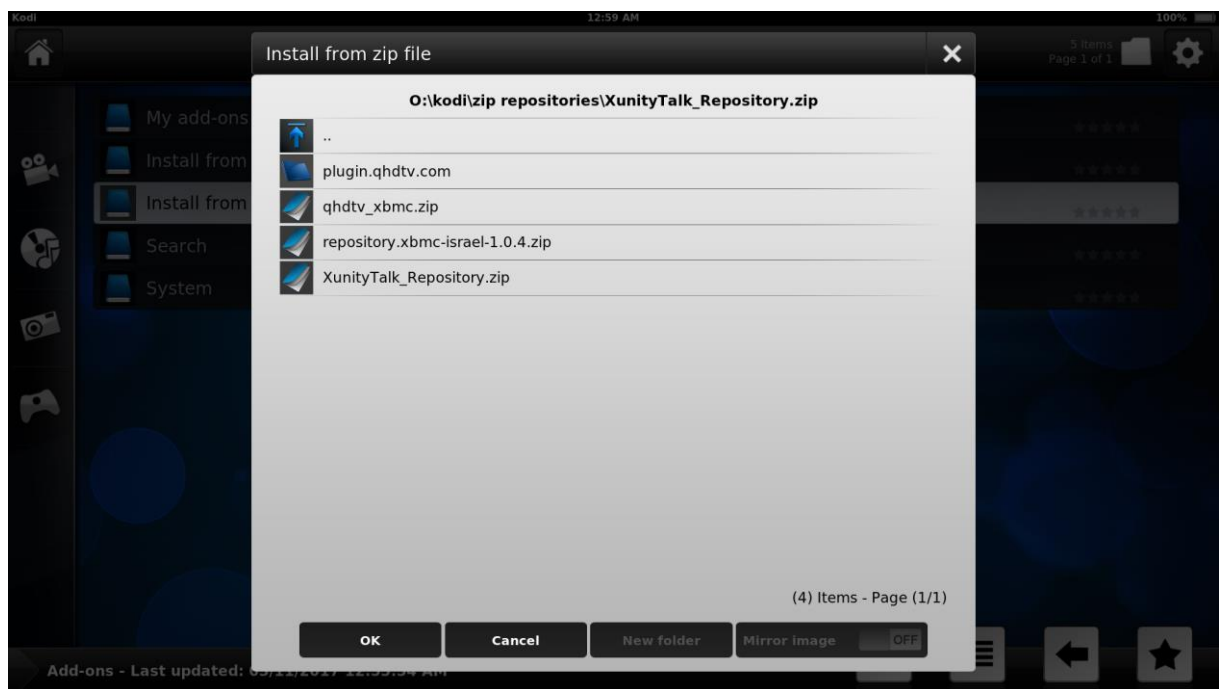 Kodi 12:59 AM 100%
Install from zip file
5 items
Page 1 of 1
O:\kodi\zip repositories\XunityTalk_Repository.zip
..
My add-ons
plugin.qhdtv.com
Install from
qhdtv_xbmc.zip
Install from
repository.xbmc-israel-1.0.4.zip
Search
XunityTalk_Repository.zip
System
(4) Items - Page (1/1)
OK Cancel New folder Mirror image OFF
Add-ons - Last updated: